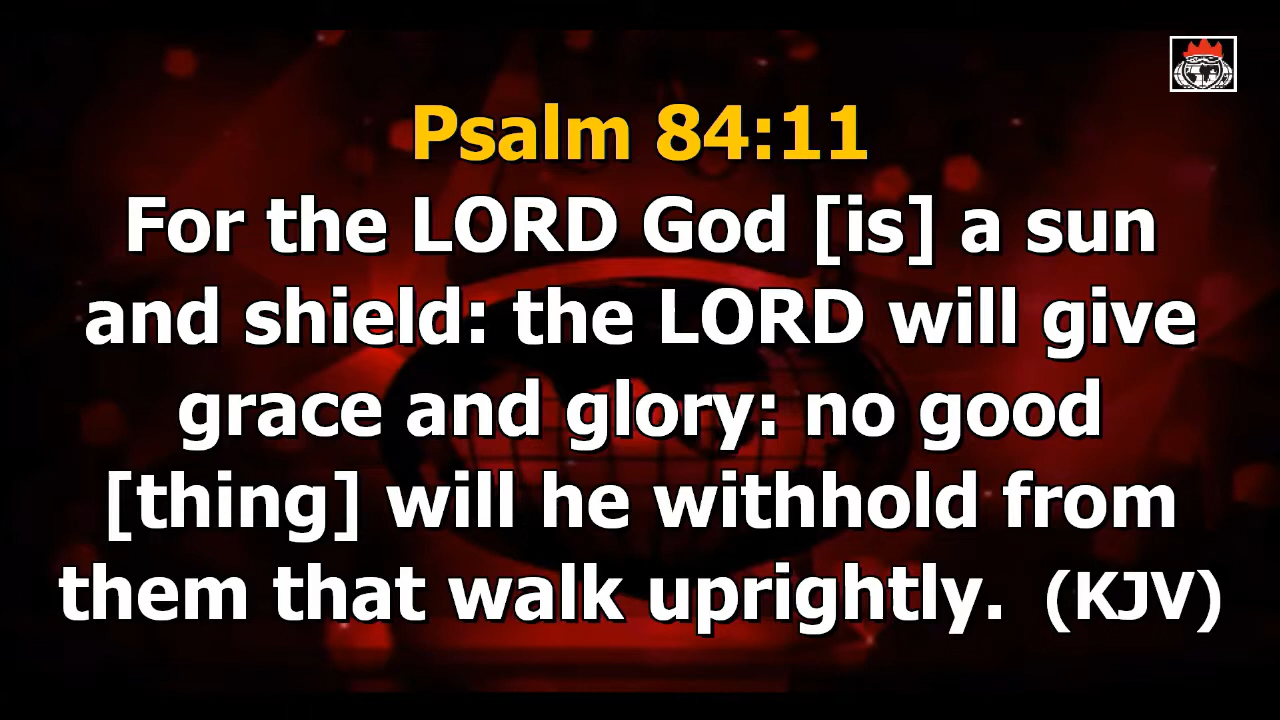 Psalm 84:11
For the LORD God [is] a sun
and shield: the LORD will give
grace and glory: no good
[thing] will he withhold from
them that walk uprightly. (KJV)